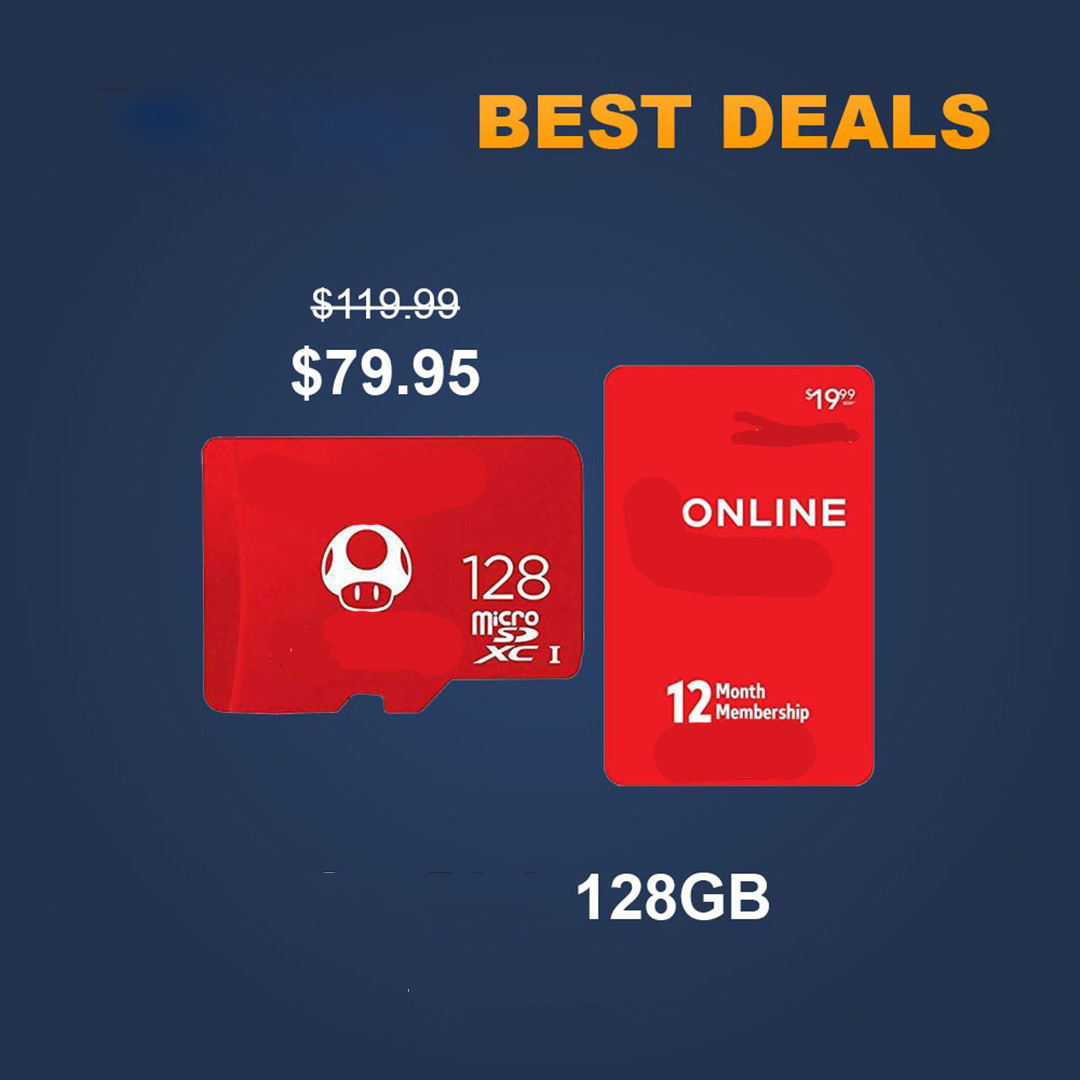 BEST DEALS
$119.99
$79.95
$19.99
ONLINE
128
micro
SD
XC I
12 Month
Membership
128GB